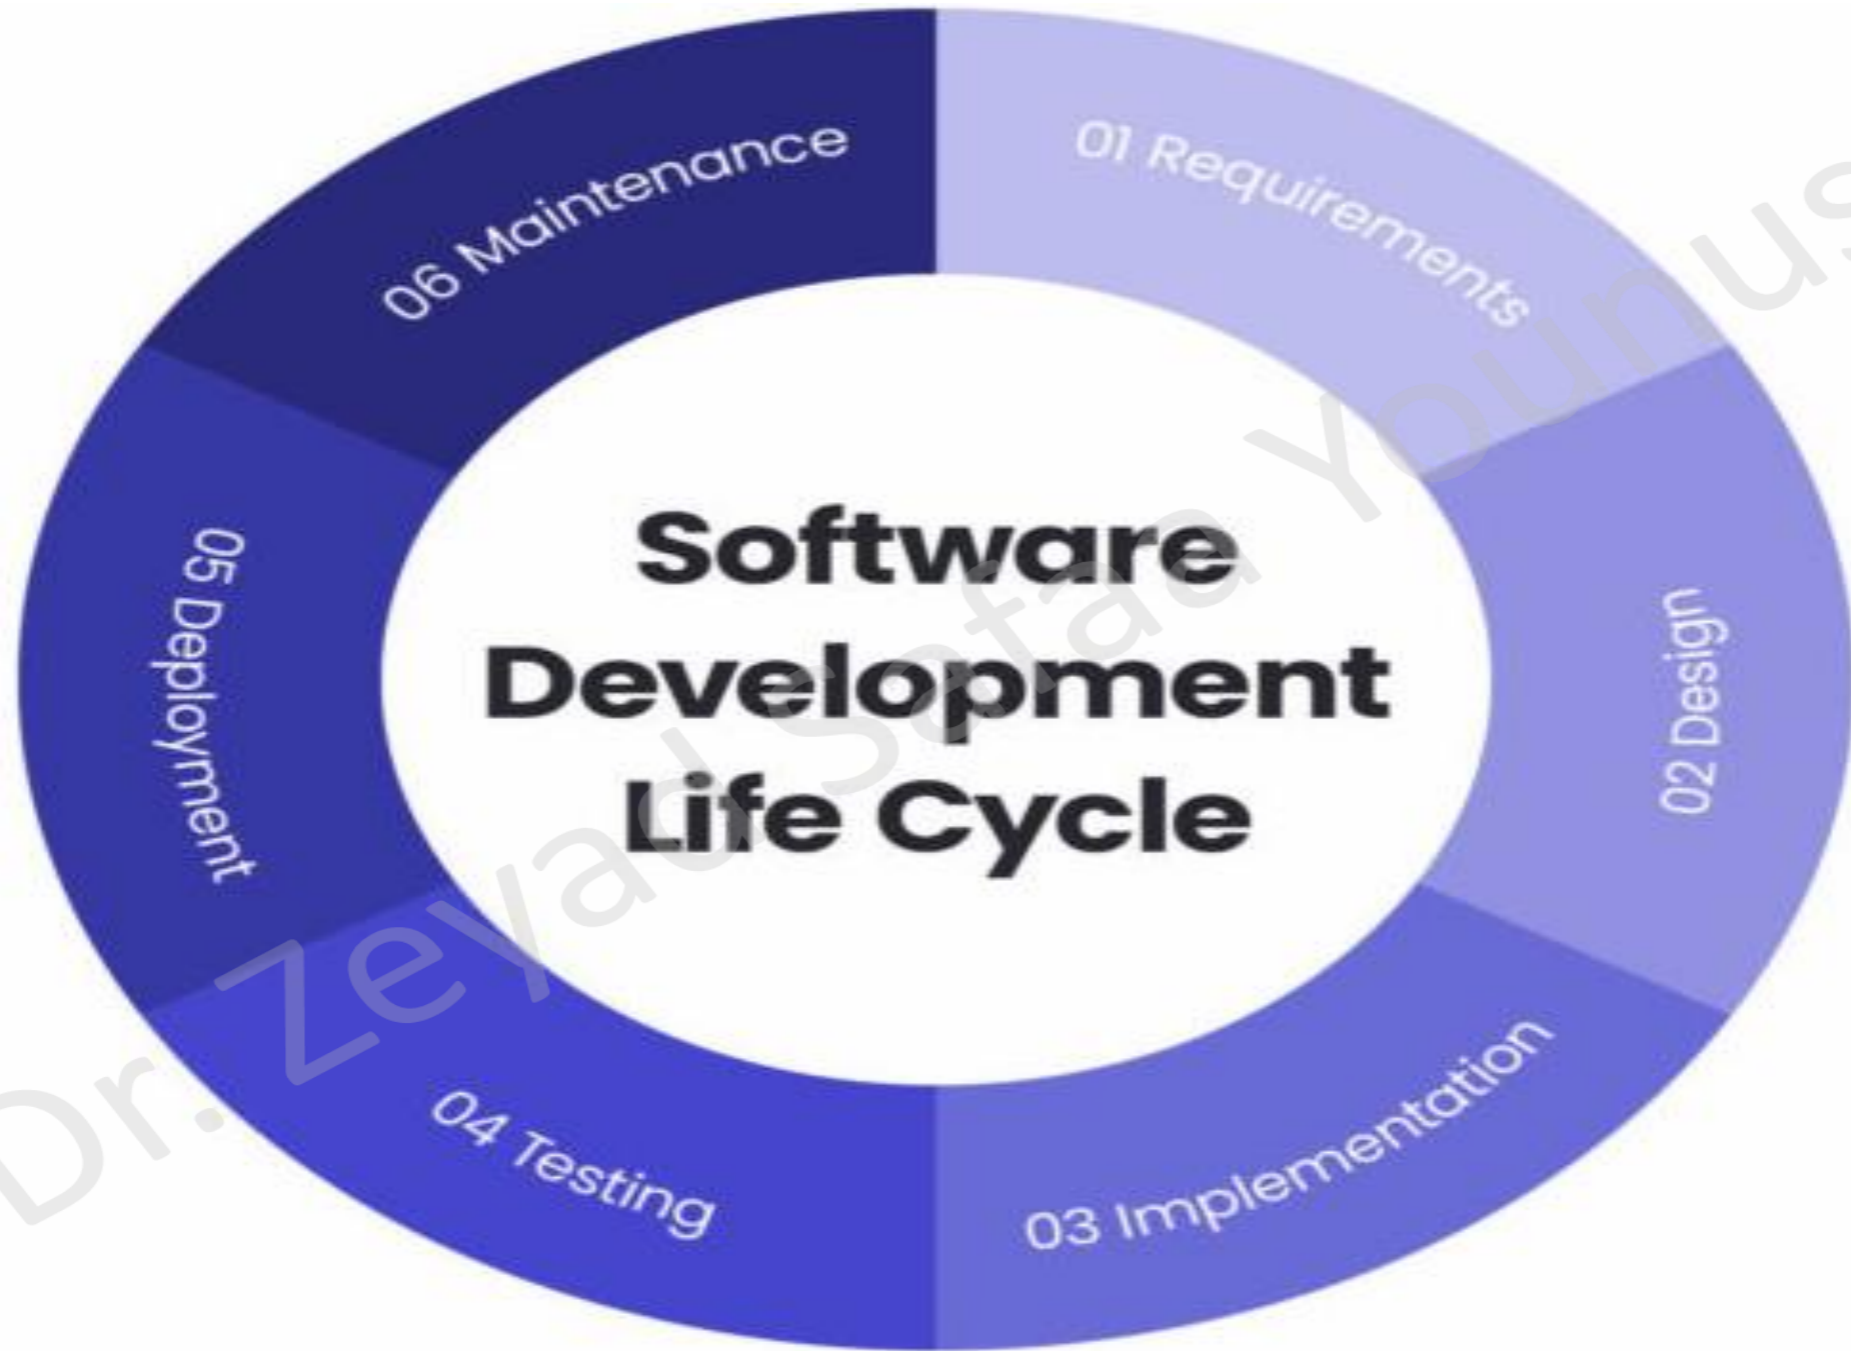 Software
Development
Life Cycle
01 Requirements
02 Design
03 Implementation
04 Testing
05 Deployment
06 Maintenance
Dr. Zeyad Safaa Younus